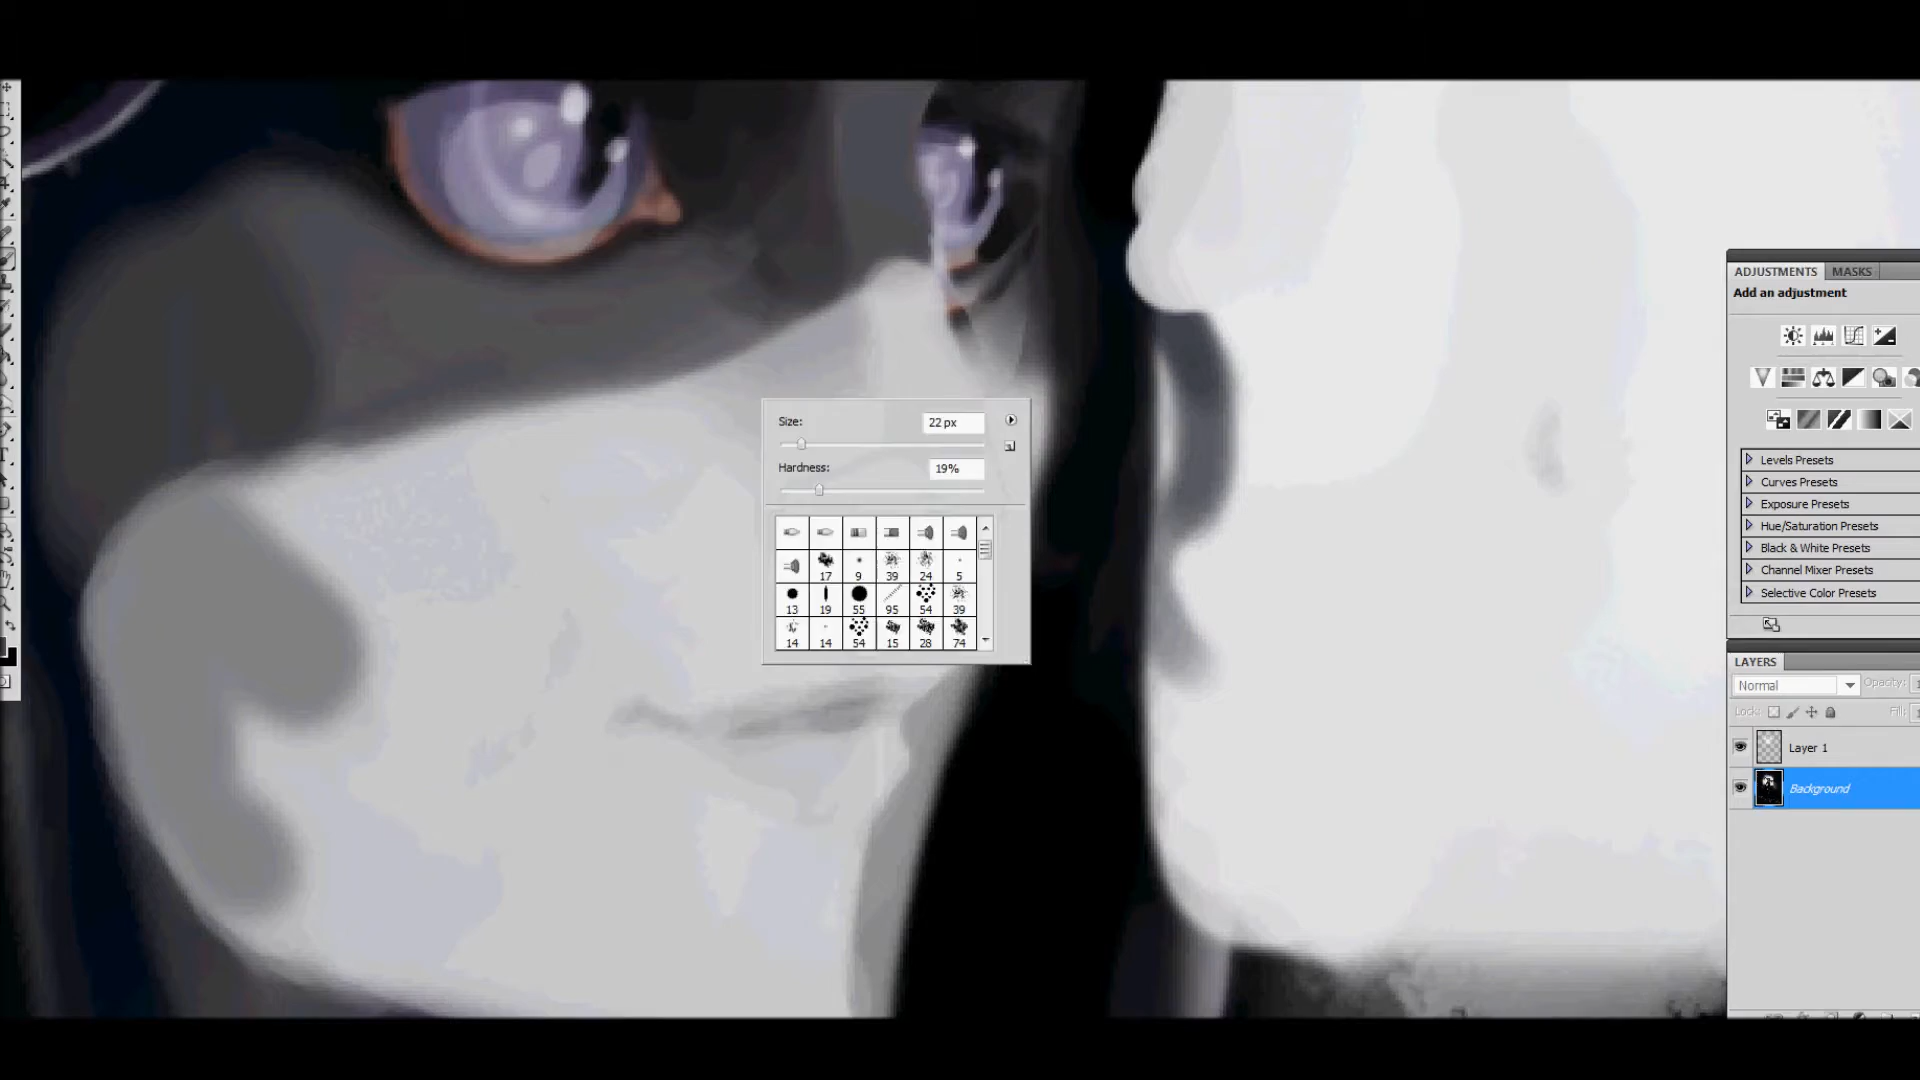 Size:
22 px
Hardness:
19%
17 9 39 24 5
13 19 55 95 54 39
14 14 54 15 28 74
ADJUSTMENTS MASKS
Add an adjustment
Levels Presets
Curves Presets
Exposure Presets
Hue/Saturation Presets
Black & White Presets
Channel Mixer Presets
Selective Color Presets
LAYERS
Normal Opacity:
Lock: Fill:
Layer 1
Background